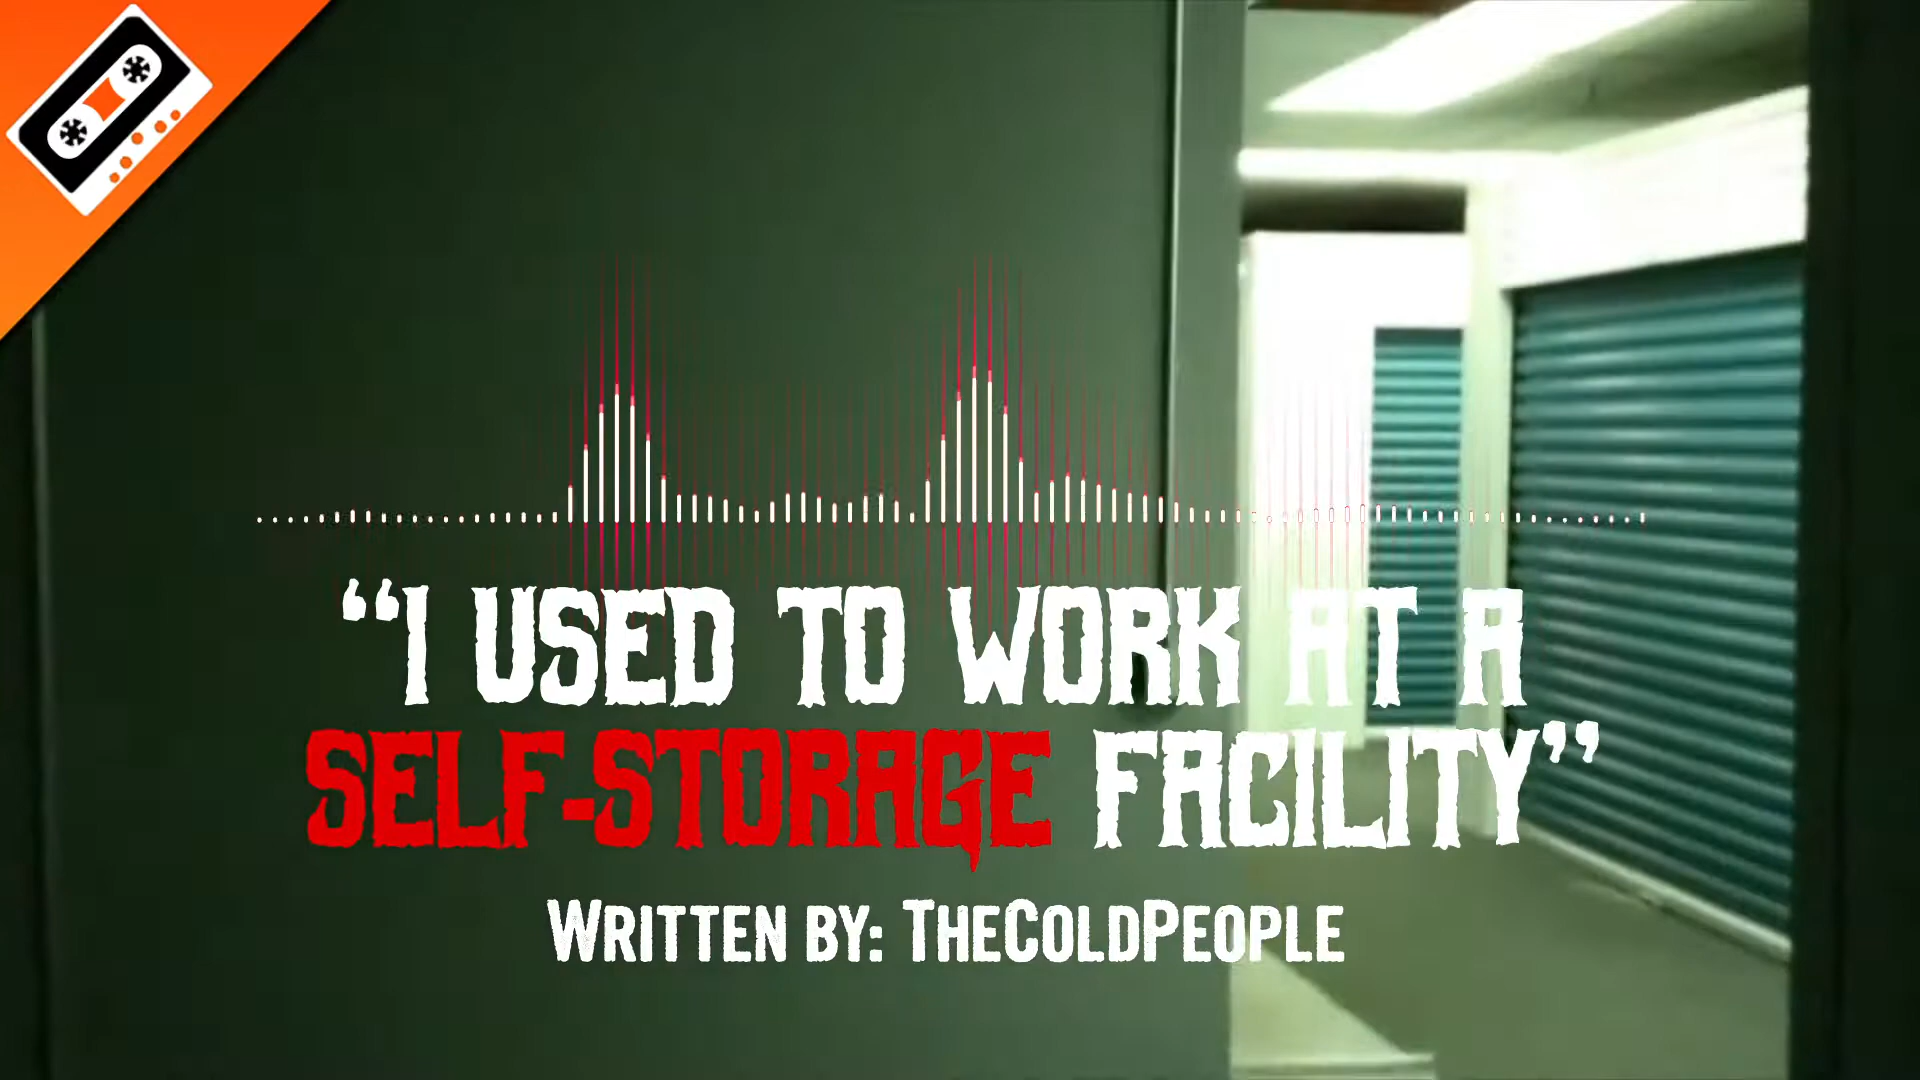 “I USED TO WORK AT A
SELF-STORAGE FACILITY”
WRITTEN BY: THECOLDPEOPLE